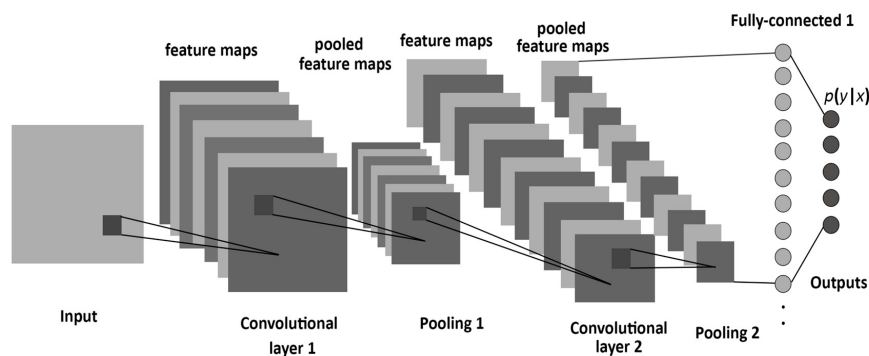 feature maps
pooled
feature maps
feature maps
pooled
feature maps
Fully-connected 1
p(y|x)
Input
Convolutional
layer 1
Pooling 1
Convolutional
layer 2
Pooling 2
Outputs